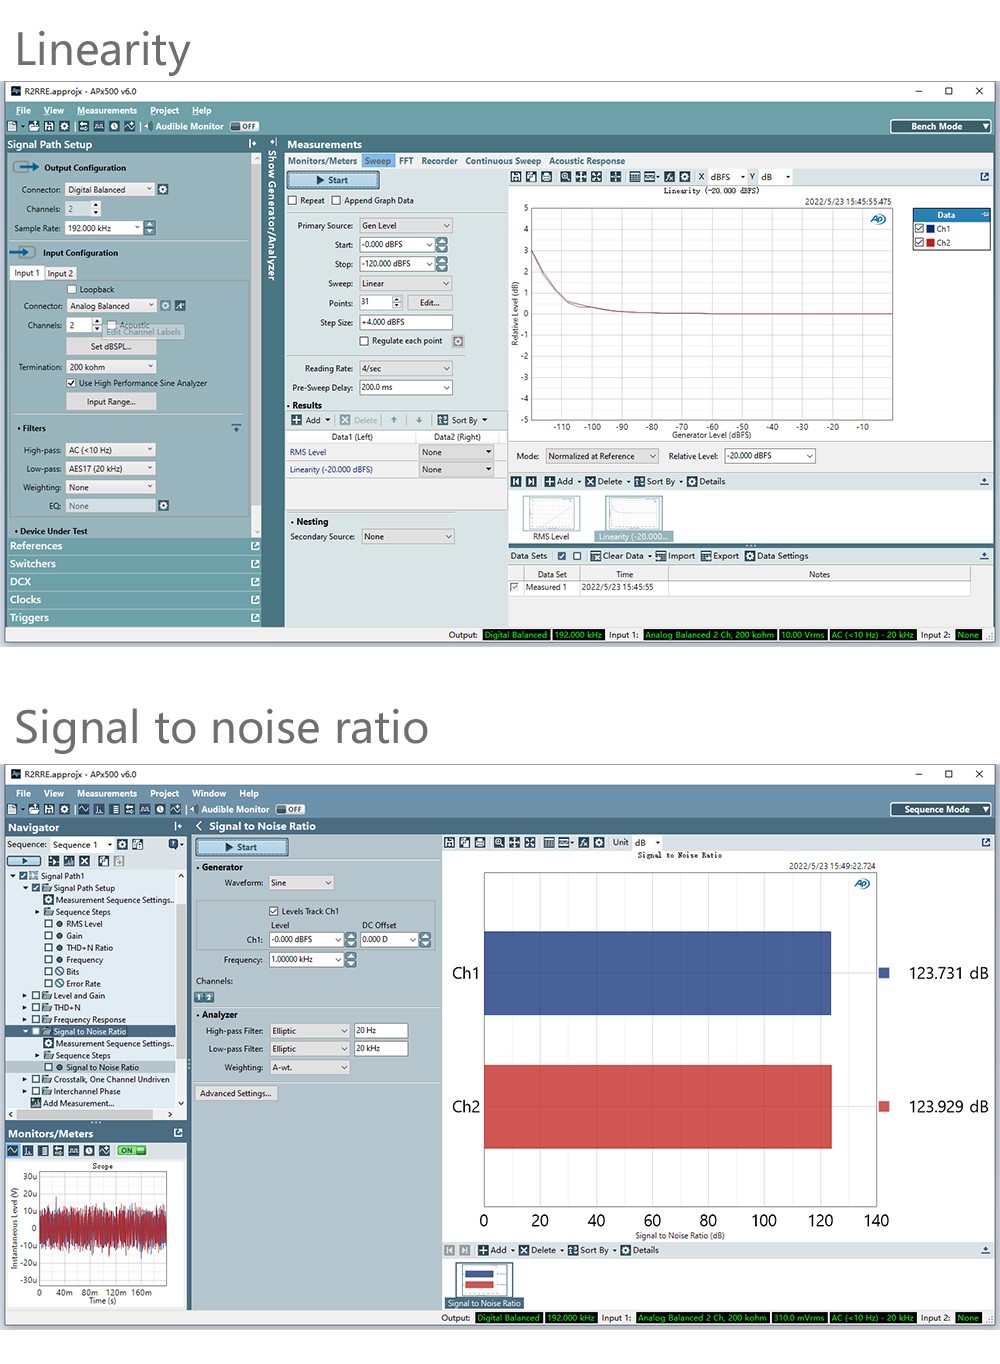 Linearity
R2RRE.approjx - APx500 v6.0
File View Measurements Project Help
Audible Monitor OFF
Bench Mode
Signal Path Setup
Output Configuration
Connector: Digital Balanced
Channels: 2
Sample Rate: 192.000 kHz
Input Configuration
Input 1 Input 2
Loopback
Connector: Analog Balanced
Channels: 2 Acoustic
Edit Channel Labels
Set dBSPL...
Termination: 200 kohm
Use High Performance Sine Analyzer
Input Range...
Filters
High-pass: AC (<10 Hz)
Low-pass: AES17 (20 kHz)
Weighting: None
EQ: None
Device Under Test
References
Switchers
DCX
Clocks
Triggers
Show Generator/Analyzer
Measurements
Monitors/Meters Sweep FFT Recorder Continuous Sweep Acoustic Response
Start
Repeat Append Graph Data
Primary Source: Gen Level
Start: -0.000 dBFS
Stop: -120.000 dBFS
Sweep: Linear
Points: 31 Edit...
Step Size: +4.000 dBFS
Regulate each point
Reading Rate: 4/sec
Pre-Sweep Delay: 200.0 ms
Results
Add Delete Sort By
Data1 (Left) Data2 (Right)
RMS Level None
Linearity (-20.000 dBFS) None
Nesting
Secondary Source: None
X dBFS Y dB
Linearity (-20.000 dBFS)
2022/5/23 15:45:55.475
AP
Data
Ch1
Ch2
Relative Level (dB)
5
4
3
2
1
0
-1
-2
-3
-4
-5
-110 -100 -90 -80 -70 -60 -50 -40 -30 -20 -10
Generator Level (dBFS)
Mode: Normalized at Reference Relative Level: -20.000 dBFS
Add Delete Sort By Details
RMS Level Linearity (-20.000...
Data Sets Clear Data Import Export Data Settings
Data Set Time Notes
Measured 1 2022/5/23 15:45:55
Output: Digital Balanced 192.000 kHz Input 1: Analog Balanced 2 Ch, 200 kohm 10.00 Vrms AC (<10 Hz) - 20 kHz Input 2: None
Signal to noise ratio
R2RRE.approjx - APx500 v6.0
File View Measurements Project Window Help
Audible Monitor OFF
Sequence Mode
Navigator
Sequence: Sequence 1
Signal Path1
Signal Path Setup
Measurement Sequence Settings...
Sequence Steps
RMS Level
Gain
THD+N Ratio
Frequency
Bits
Error Rate
Level and Gain
THD+N
Frequency Response
Signal to Noise Ratio
Measurement Sequence Settings...
Sequence Steps
Signal to Noise Ratio
Crosstalk, One Channel Undriven
Interchannel Phase
Add Measurement...
Monitors/Meters
ON
Scope
Instantaneous Level (V)
30u
20u
10u
0
-10u
-20u
-30u
0 40m 80m 120m 160m
Time (s)
Signal to Noise Ratio
Start
Generator
Waveform: Sine
Levels Track Ch1
Level DC Offset
Ch1: -0.000 dBFS 0.000 D
Frequency: 1.00000 kHz
Channels:
1 2
Analyzer
High-pass Filter: Elliptic 20 Hz
Low-pass Filter: Elliptic 20 kHz
Weighting: A-wt.
Advanced Settings...
Unit dB
Signal to Noise Ratio
2022/5/23 15:49:22.724
AP
Ch1 123.731 dB
Ch2 123.929 dB
0 20 40 60 80 100 120 140
Signal to Noise Ratio (dB)
Add Delete Sort By Details
Signal to Noise Ratio
Output: Digital Balanced 192.000 kHz Input 1: Analog Balanced 2 Ch, 200 kohm 310.0 mVrms AC (<10 Hz) - 20 kHz Input 2: None